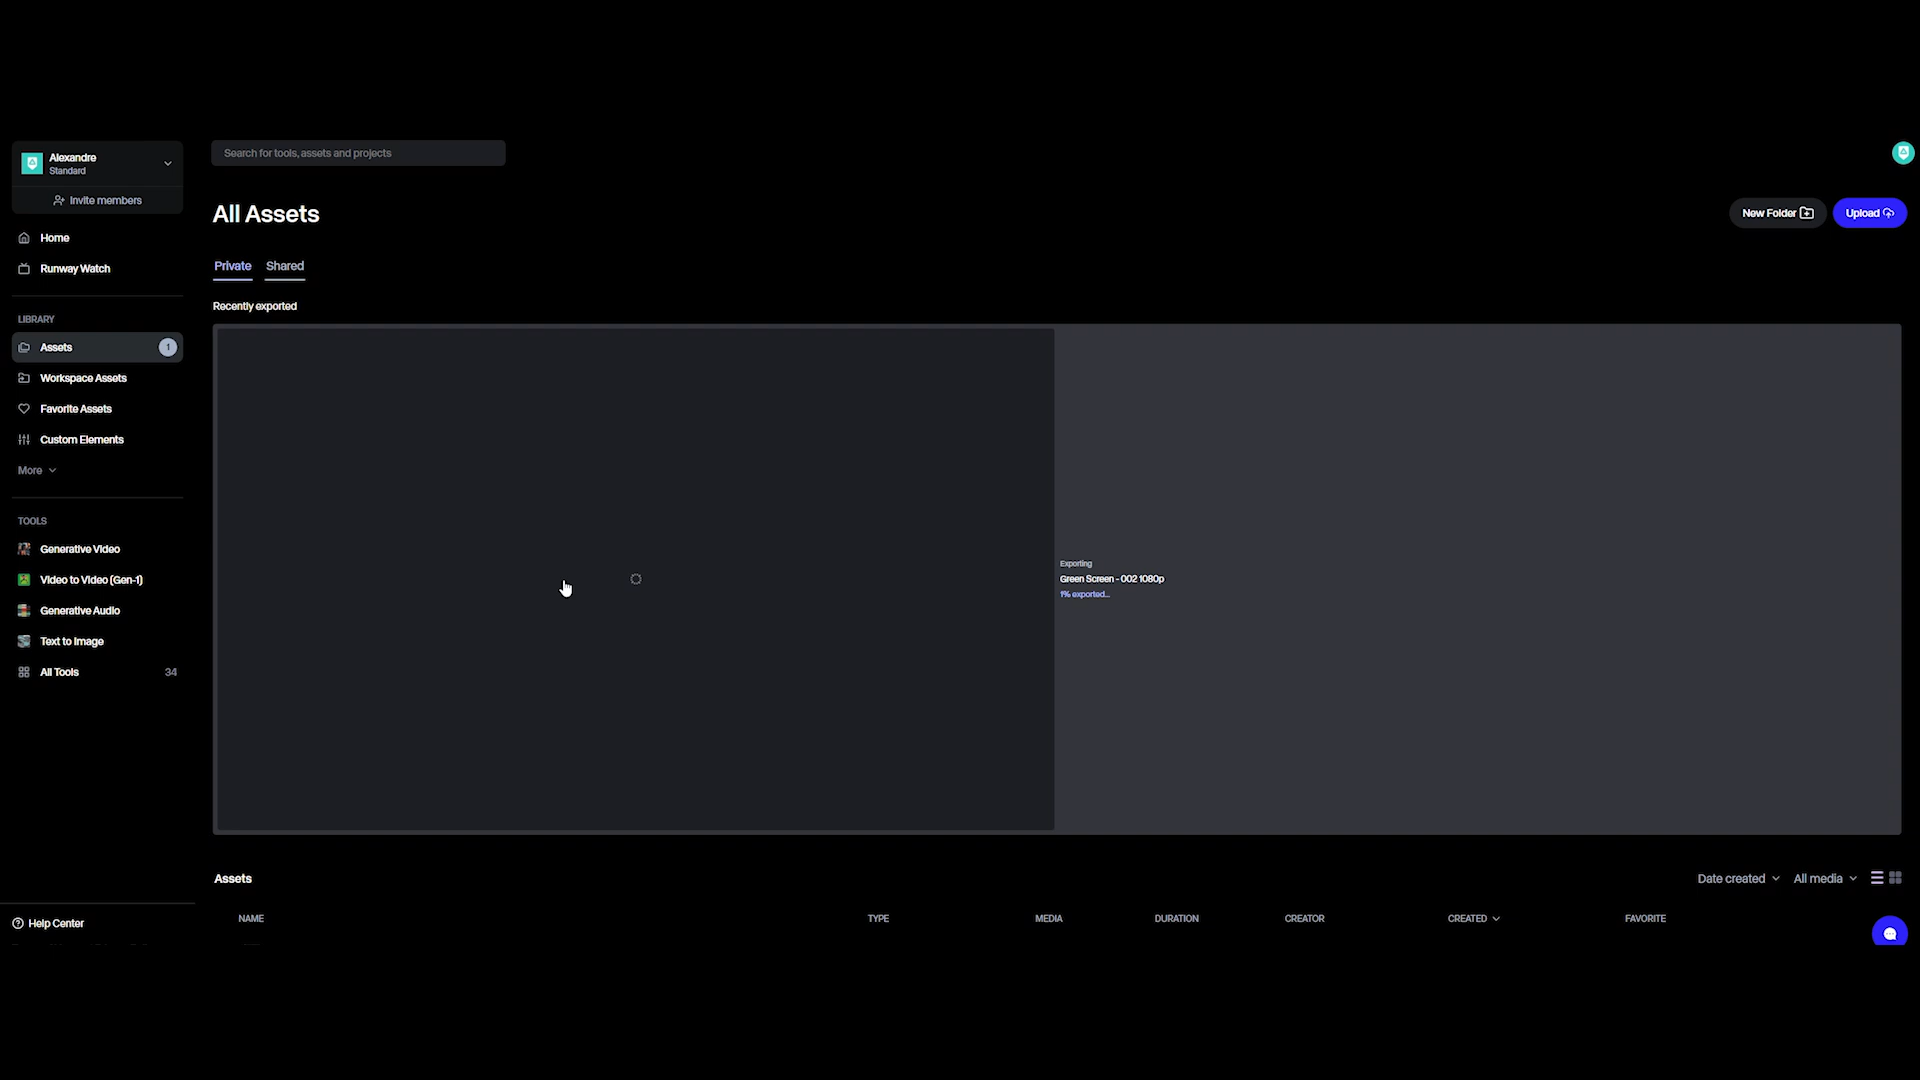 Alexandre
Standard
Invite members
Home
Runway Watch
LIBRARY
Assets 1
Workspace Assets
Favorite Assets
Custom Elements
More
TOOLS
Generative Video
Video to Video (Gen-1)
Generative Audio
Text to Image
All Tools 34
Help Center
Search for tools, assets and projects
All Assets
New Folder
Upload
Private Shared
Recently exported
Exporting
Green Screen - 002 1080p
1% exported...
Assets
Date created All media
NAME TYPE MEDIA DURATION CREATOR CREATED FAVORITE